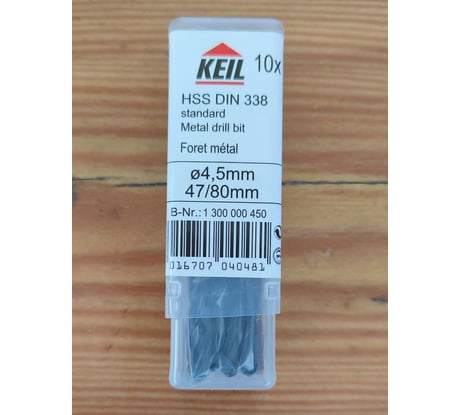 KEIL
10x
HSS DIN 338
standard
Metal drill bit
Foret métal
ø4,5mm
47/80mm
B-Nr.: 1 300 000 450
016707 040481